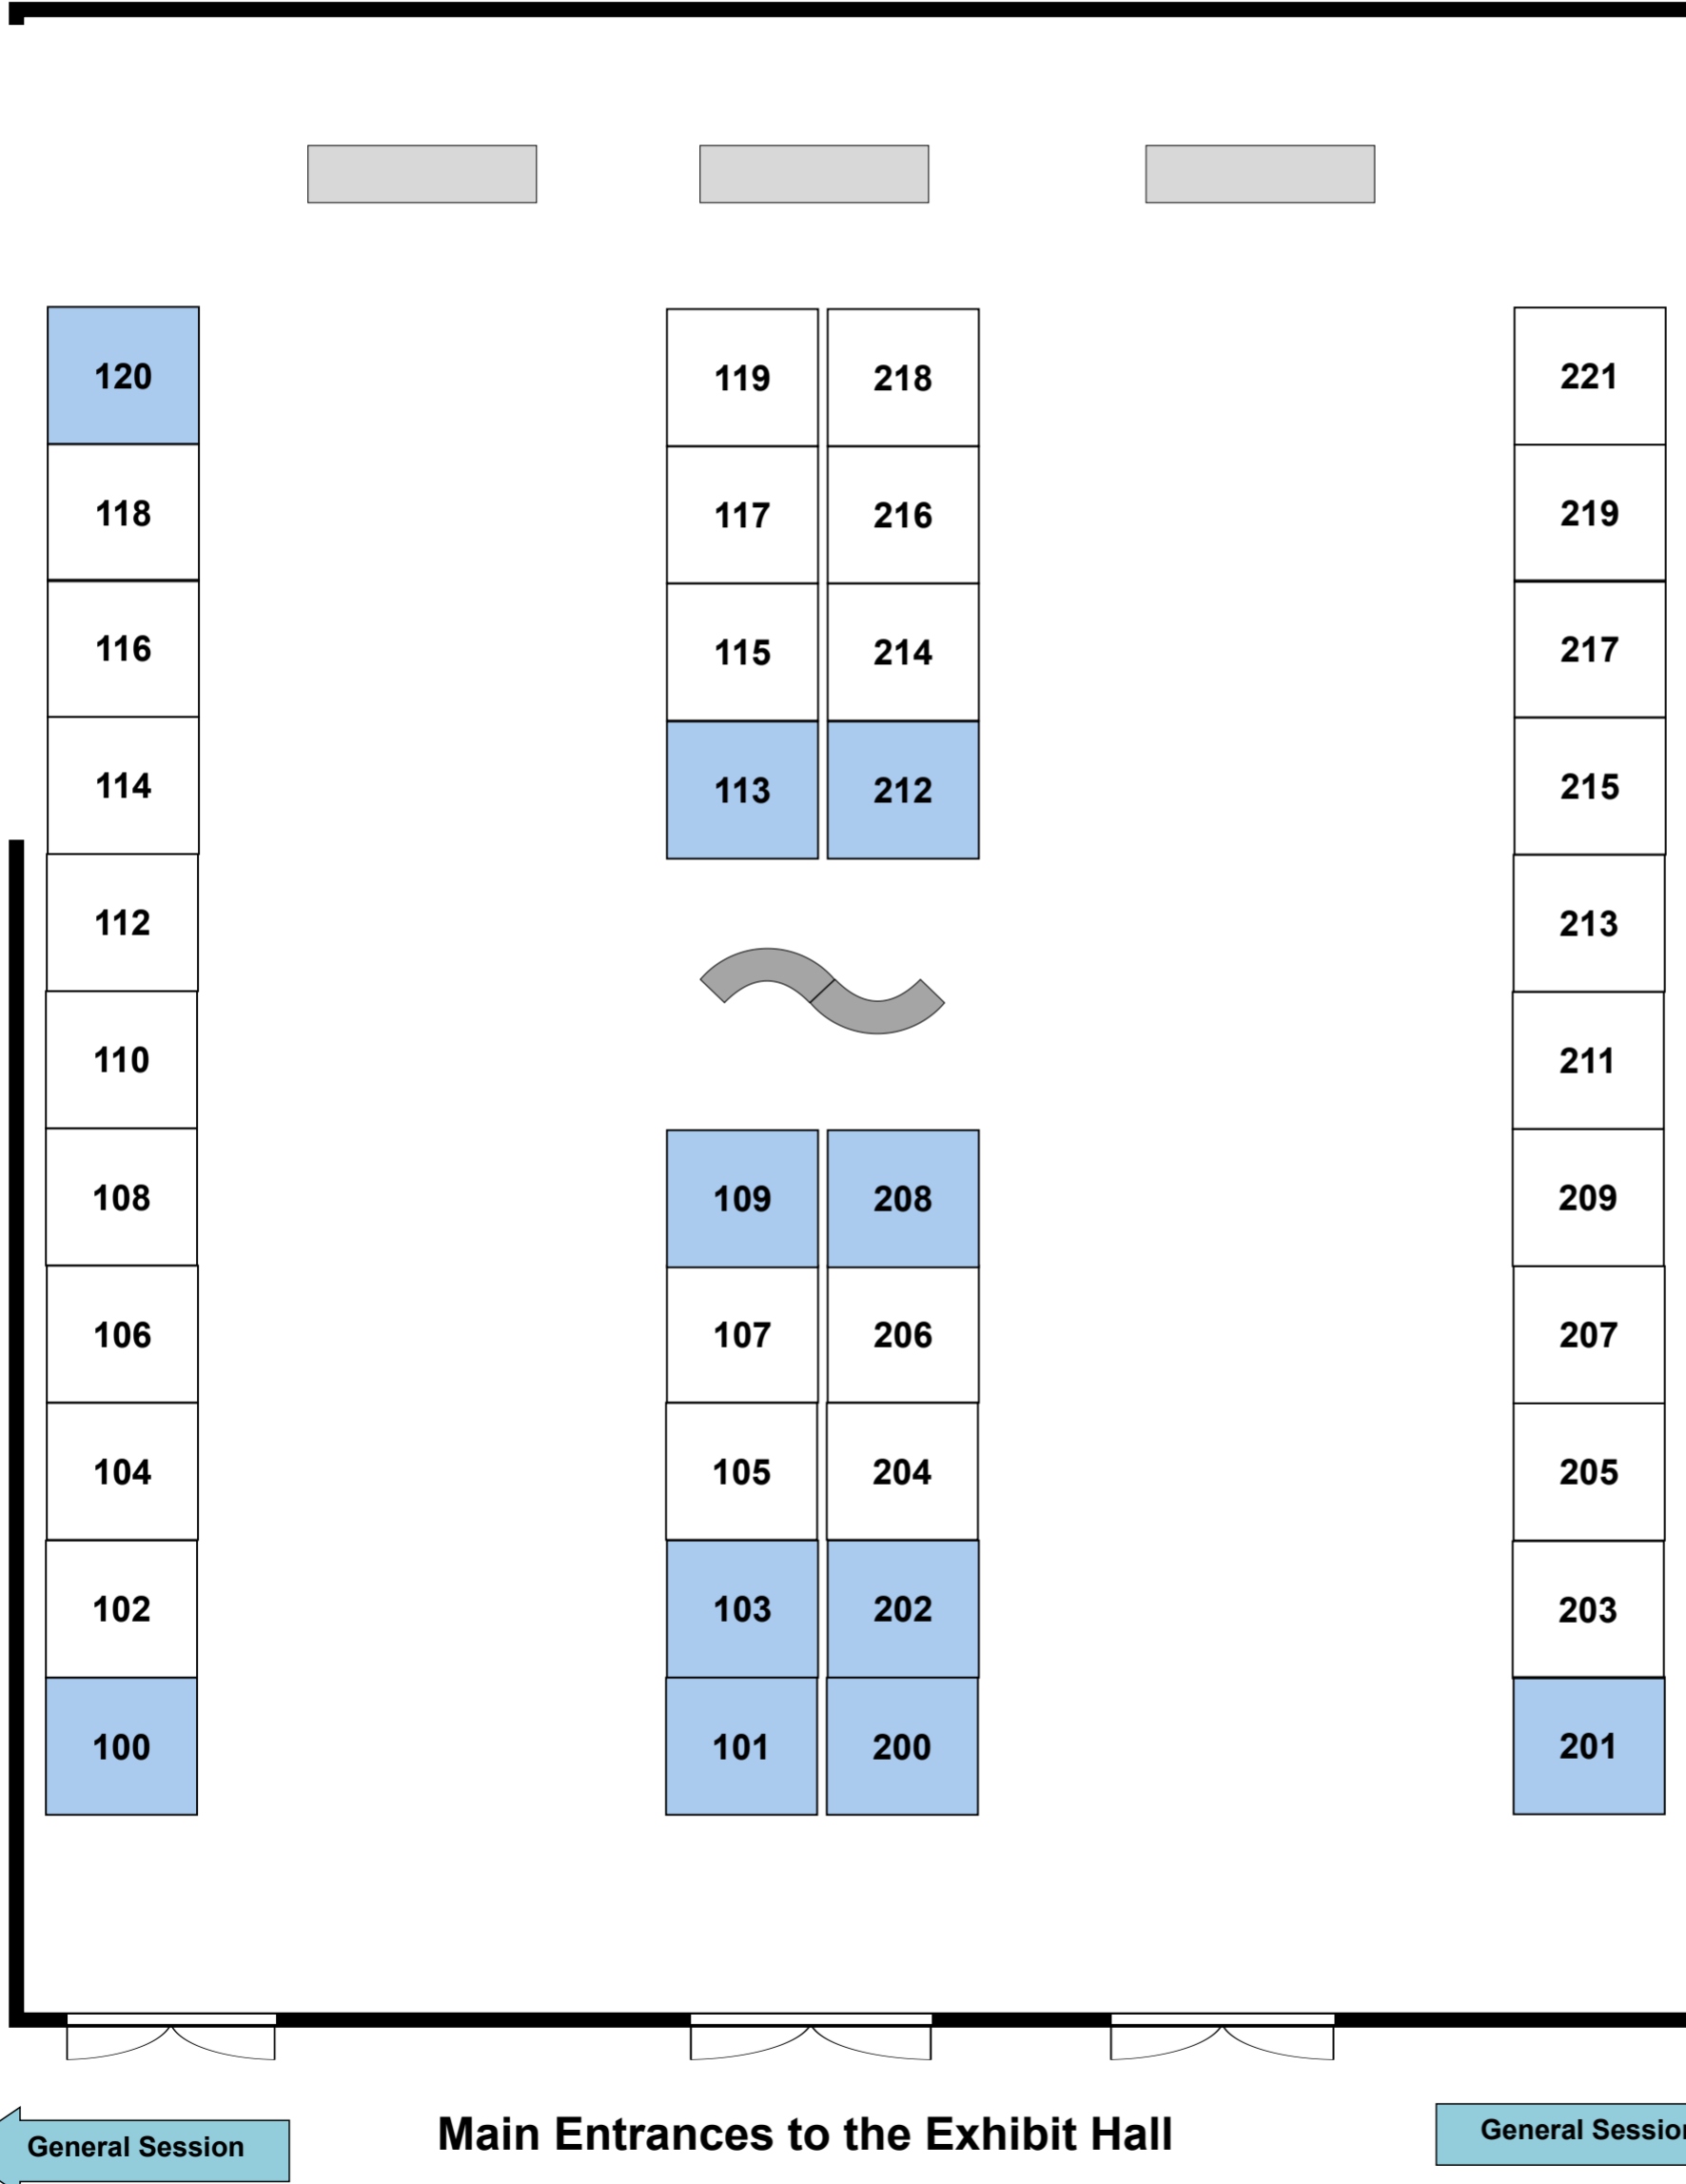 120 119 218 221
118 117 216 219
116 115 214 217
114 113 212 215
112 213
110 211
108 109 208 209
106 107 206 207
104 105 204 205
102 103 202 203
100 101 200 201
Main Entrances to the Exhibit Hall
General Session
General Session